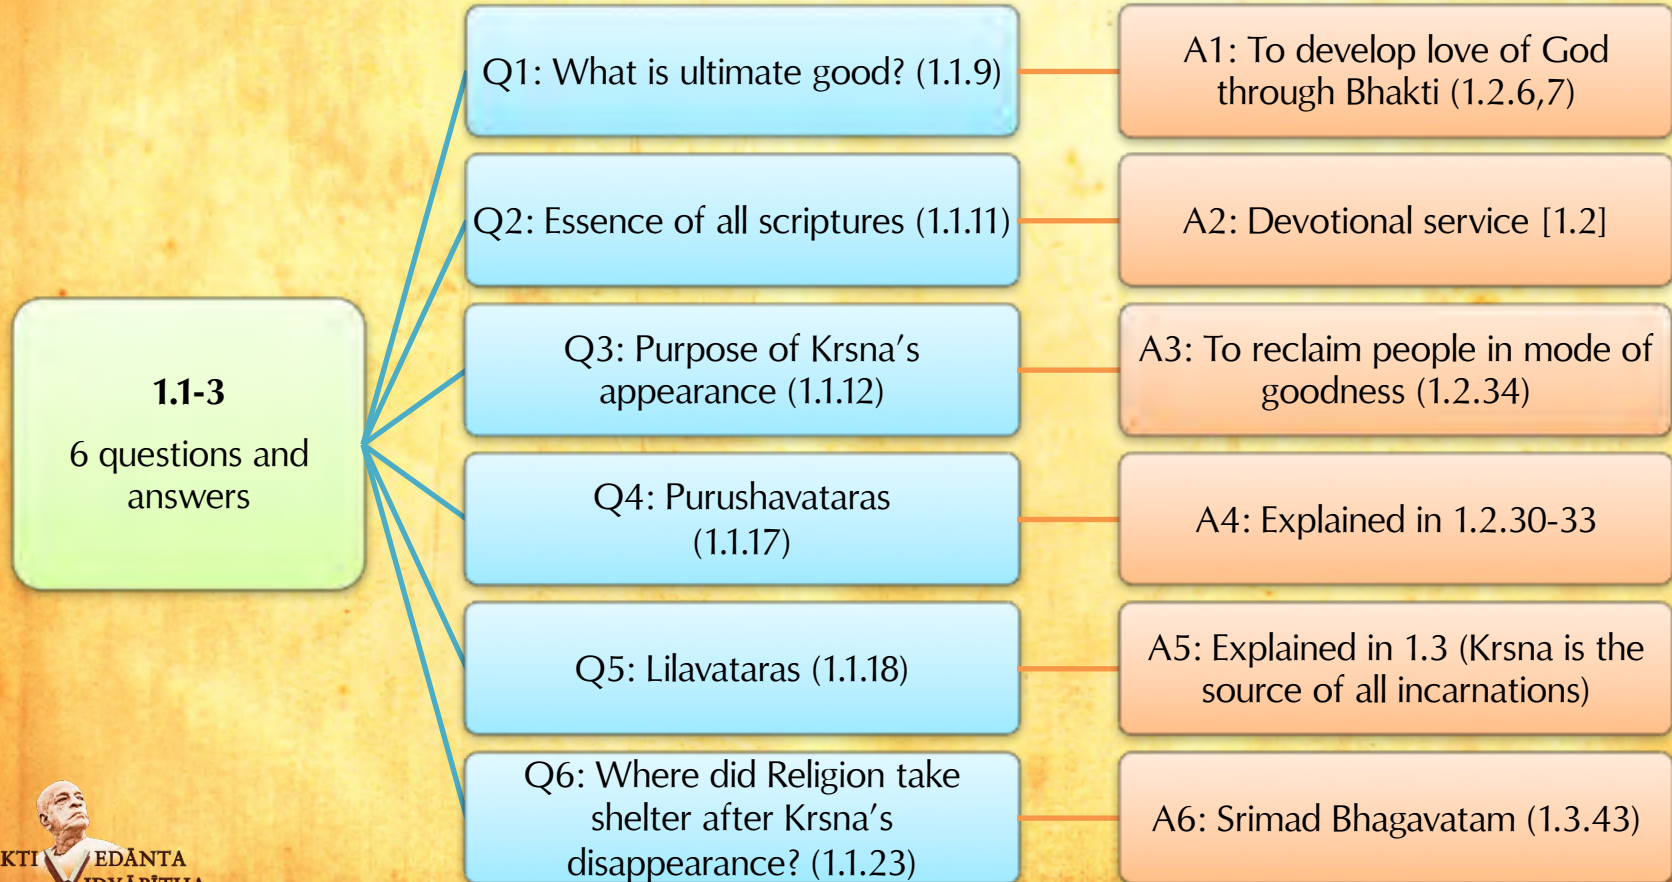 1.1-3
6 questions and
answers
Q1: What is ultimate good? (1.1.9)
A1: To develop love of God
through Bhakti (1.2.6,7)
Q2: Essence of all scriptures (1.1.11)
A2: Devotional service [1.2]
Q3: Purpose of Krsna’s
appearance (1.1.12)
A3: To reclaim people in mode of
goodness (1.2.34)
Q4: Purushavataras
(1.1.17)
A4: Explained in 1.2.30-33
Q5: Lilavataras (1.1.18)
A5: Explained in 1.3 (Krsna is the
source of all incarnations)
Q6: Where did Religion take
shelter after Krsna’s
disappearance? (1.1.23)
A6: Srimad Bhagavatam (1.3.43)
KTI VEDĀNTA